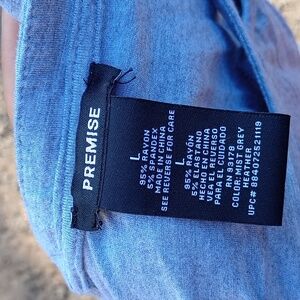 PREMISE
L
95% RAYON
5% SPANDEX
MADE IN CHINA
SEE REVERSE FOR CARE
L
95% RAYÓN
5% ELASTANO
HECHO EN CHINA
VEA EL REVERSO
PARA EL CUIDADO
RN 93178
COLOR: MIST GREY
HEATHER
UPC# 884072521119